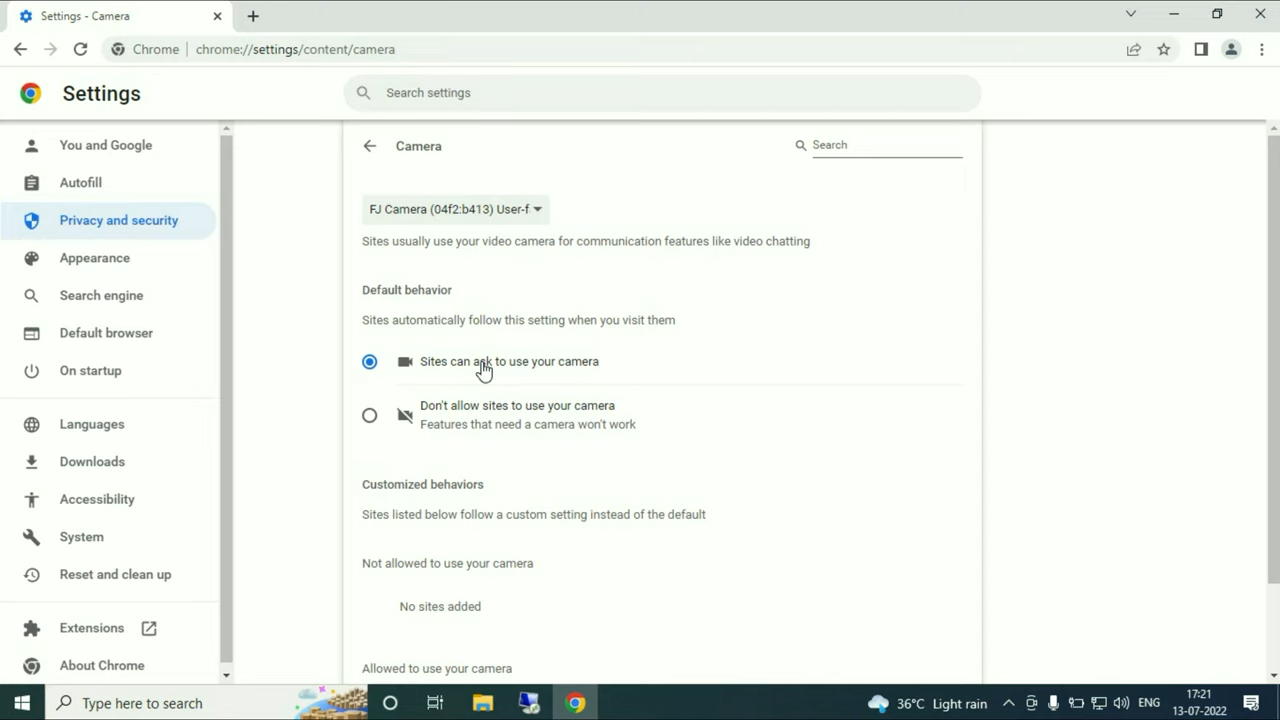 Settings - Camera
Chrome
chrome://settings/content/camera
Settings
Search settings
You and Google
Autofill
Privacy and security
Appearance
Search engine
Default browser
On startup
Languages
Downloads
Accessibility
System
Reset and clean up
Extensions
About Chrome
Camera
Search
FJ Camera (04f2:b413) User-f
Sites usually use your video camera for communication features like video chatting
Default behavior
Sites automatically follow this setting when you visit them
Sites can ask to use your camera
Don't allow sites to use your camera
Features that need a camera won't work
Customized behaviors
Sites listed below follow a custom setting instead of the default
Not allowed to use your camera
No sites added
Allowed to use your camera
Type here to search
36°C Light rain
ENG
17:21
13-07-2022